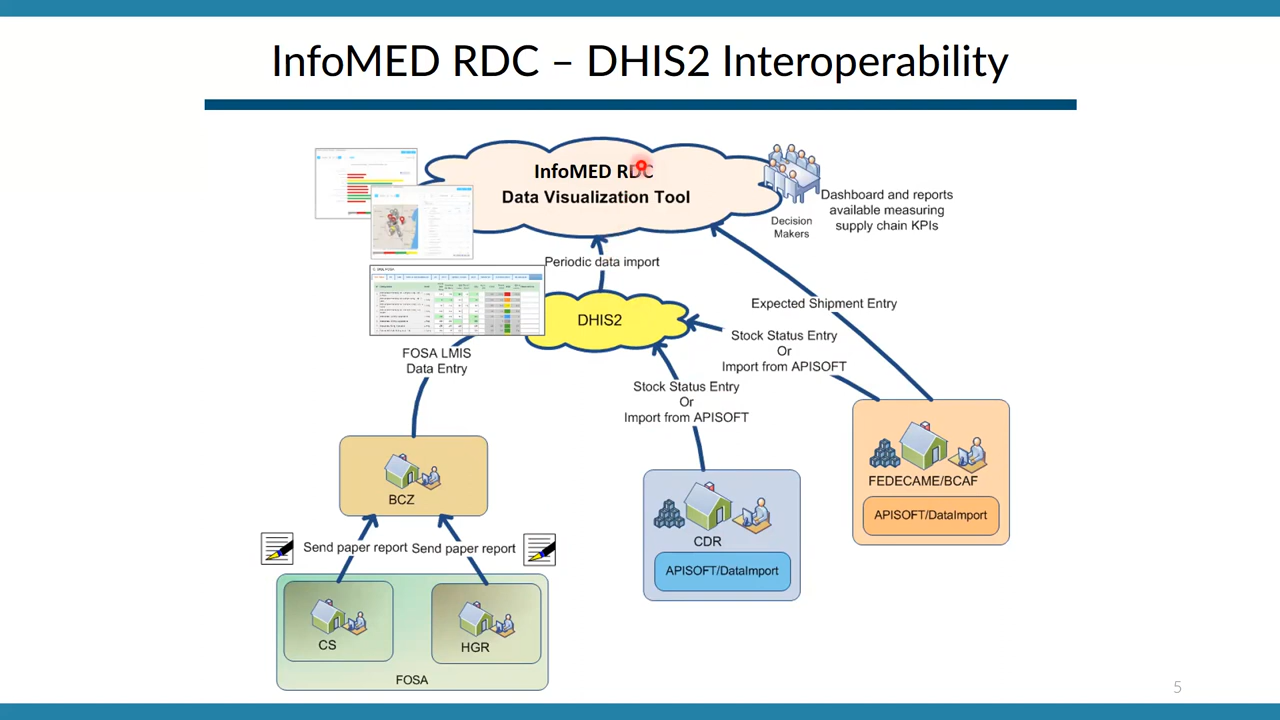 InfoMED RDC – DHIS2 Interoperability
InfoMED RDC
Data Visualization Tool
Decision
Makers
Dashboard and reports
available measuring
supply chain KPIs
Periodic data import
DHIS2
Expected Shipment Entry
Stock Status Entry
Or
Import from APISOFT
FOSA LMIS
Data Entry
Stock Status Entry
Or
Import from APISOFT
BCZ
FEDECAME/BCAF
APISOFT/DataImport
CDR
APISOFT/DataImport
Send paper report
Send paper report
CS
HGR
FOSA
5